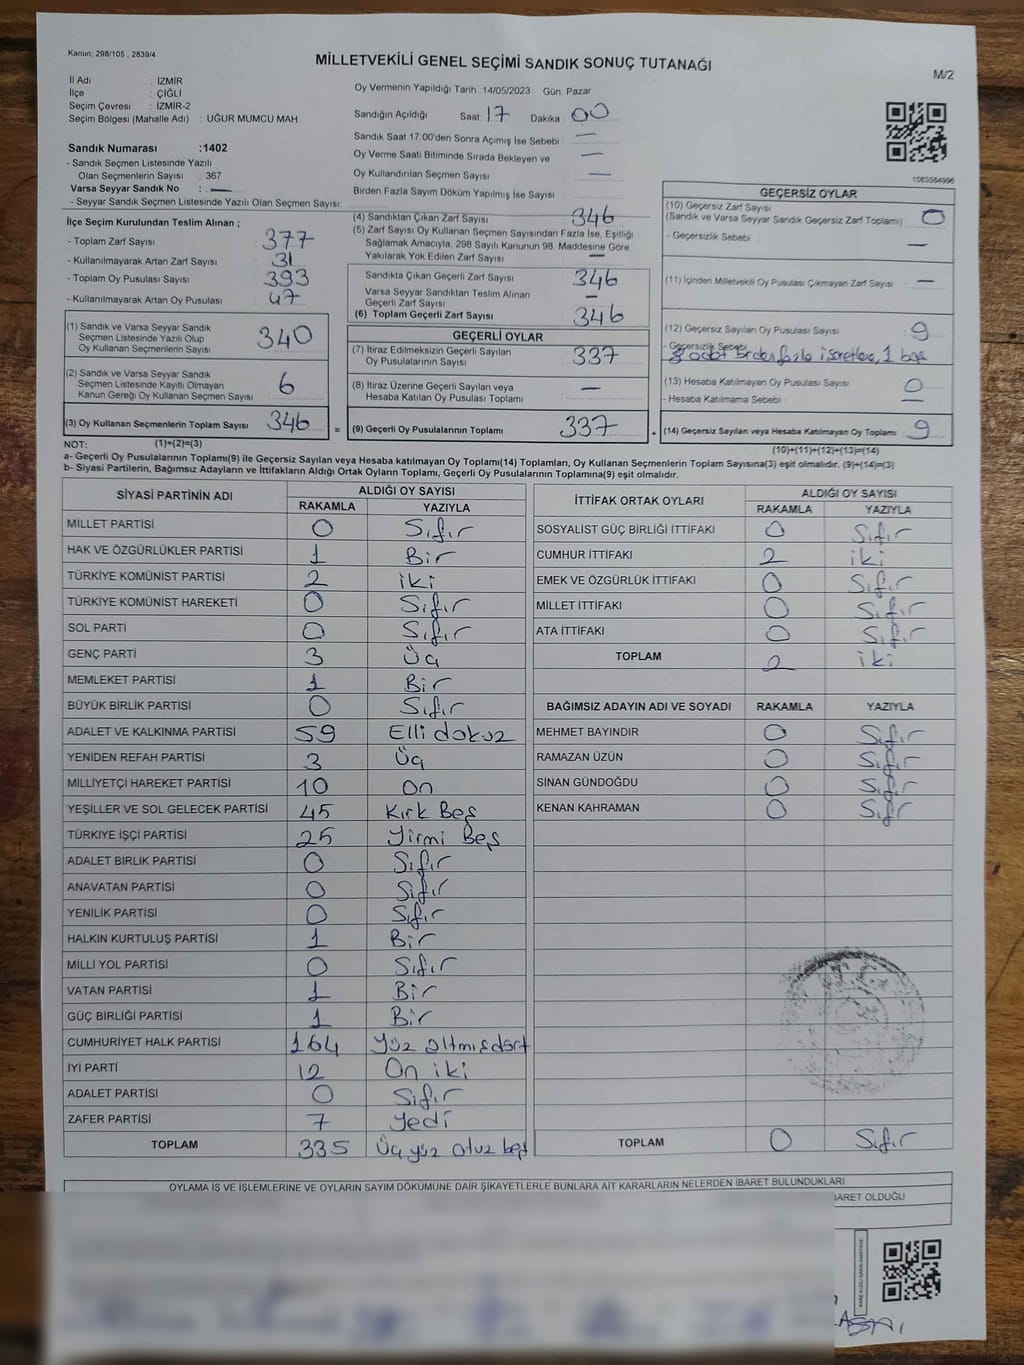 Kanun, 298/105 , 2839/4
MİLLETVEKİLİ GENEL SEÇİMİ SANDIK SONUÇ TUTANAĞI
M/2
İl Adı : İZMİR
İlçe : ÇİĞLİ
Seçim Çevresi : İZMİR-2
Seçim Bölgesi (Mahalle Adı) : UĞUR MUMCU MAH.
Sandık Numarası :1402
- Sandık Seçmen Listesinde Yazılı
Olan Seçmenlerin Sayısı : 367
Varsa Seyyar Sandık No : —
- Seyyar Sandık Seçmen Listesinde Yazılı Olan Seçmen Sayısı:
Oy Vermenin Yapıldığı Tarih :14/05/2023 Gün: Pazar
Sandığın Açıldığı Saat: 17 Dakika : 00
Sandık Saat 17:00'den Sonra Açımış İse Sebebi : —
Oy Verme Saati Bitiminde Sırada Bekleyen ve —
Oy Kullandırılan Seçmen Sayısı : —
Birden Fazla Sayım Döküm Yapılmış İse Sayısı :
1583584996
İlçe Seçim Kurulundan Teslim Alınan ;
- Toplam Zarf Sayısı : 377
- Kullanılmayarak Artan Zarf Sayısı : 31
- Toplam Oy Pusulası Sayısı : 393
- Kullanılmayarak Artan Oy Pusulası : 47
(1) Sandık ve Varsa Seyyar Sandık
Seçmen Listesinde Yazılı Olup
Oy Kullanan Seçmenlerin Sayısı : 340
(2) Sandık ve Varsa Seyyar Sandık
Seçmen Listesinde Kayıtlı Olmayan
Kanun Gereği Oy Kullanan Seçmen Sayısı : 6
(3) Oy Kullanan Seçmenlerin Toplam Sayısı 346 =
(4) Sandıktan Çıkan Zarf Sayısı : 346
(5) Zarf Sayısı Oy Kullanan Seçmen Sayısından Fazla İse, Eşitliği
Sağlamak Amacıyla, 298 Sayılı Kanunun 98. Maddesine Göre
Yakılarak Yok Edilen Zarf Sayısı : —
Sandıkta Çıkan Geçerli Zarf Sayısı : 346
Varsa Seyyar Sandıktan Teslim Alınan
Geçerli Zarf Sayısı : —
(6) Toplam Geçerli Zarf Sayısı : 346
GEÇERLİ OYLAR
(7) İtiraz Edilmeksizin Geçerli Sayılan
Oy Pusulalarının Sayısı : 337
(8) İtiraz Üzerine Geçerli Sayılan veya
Hesaba Katılan Oy Pusulası Toplamı : —
(9) Geçerli Oy Pusulalarının Toplamı 337 +
GEÇERSİZ OYLAR
(10) Geçersiz Zarf Sayısı
(Sandık ve Varsa Seyyar Sandık Geçersiz Zarf Toplamı) : 0
- Geçersizlik Sebebi : —
(11) İçinden Milletvekili Oy Pusulası Çıkmayan Zarf Sayısı : —
(12) Geçersiz Sayılan Oy Pusulası Sayısı : 9
- Geçersizlik Sebebi : 8 adet birden fazla işaretleme, 1 boş
(13) Hesaba Katılmayan Oy Pusulası Sayısı : 0
- Hesaba Katılmama Sebebi : —
(14) Geçersiz Sayılan veya Hesaba Katılmayan Oy Pusulası Toplamı : 9
NOT: (1)+(2)=(3) (10)+(11)+(12)+(13)=(14)
a- Geçerli Oy Pusulalarının Toplamı(9) ile Geçersiz Sayılan veya Hesaba katılmayan Oy Toplamı(14) Toplamları, Oy Kullanan Seçmenlerin Toplam Sayısına(3) eşit olmalıdır. (9)+(14)=(3)
b- Siyasi Partilerin, Bağımsız Adayların ve İttifakların Aldığı Ortak Oyların Toplamı, Geçerli Oy Pusulalarının Toplamına(9) eşit olmalıdır.
SİYASİ PARTİNİN ADI ALDIĞI OY SAYISI
RAKAMLA YAZIYLA
MİLLET PARTİSİ 0 Sıfır
HAK VE ÖZGÜRLÜKLER PARTİSİ 1 Bir
TÜRKİYE KOMÜNİST PARTİSİ 2 iki
TÜRKİYE KOMÜNİST HAREKETİ 0 Sıfır
SOL PARTİ 0 Sıfır
GENÇ PARTİ 3 Üç
MEMLEKET PARTİSİ 1 Bir
BÜYÜK BİRLİK PARTİSİ 0 Sıfır
ADALET VE KALKINMA PARTİSİ 59 Elli dokuz
YENİDEN REFAH PARTİSİ 3 Üç
MİLLİYETÇİ HAREKET PARTİSİ 10 On
YEŞİLLER VE SOL GELECEK PARTİSİ 45 Kırk Beş
TÜRKİYE İŞÇİ PARTİSİ 25 Yirmi Beş
ADALET BİRLİK PARTİSİ 0 Sıfır
ANAVATAN PARTİSİ 0 Sıfır
YENİLİK PARTİSİ 0 Sıfır
HALKIN KURTULUŞ PARTİSİ 1 Bir
MİLLİ YOL PARTİSİ 0 Sıfır
VATAN PARTİSİ 1 Bir
GÜÇ BİRLİĞİ PARTİSİ 1 Bir
CUMHURİYET HALK PARTİSİ 164 Yüz altmışdört
İYİ PARTİ 12 On iki
ADALET PARTİSİ 0 Sıfır
ZAFER PARTİSİ 7 Yedi
TOPLAM 335 Üçyüz otuz beş
İTTİFAK ORTAK OYLARI ALDIĞI OY SAYISI
RAKAMLA YAZIYLA
SOSYALİST GÜÇ BİRLİĞİ İTTİFAKI 0 Sıfır
CUMHUR İTTİFAKI 2 iki
EMEK VE ÖZGÜRLÜK İTTİFAKI 0 Sıfır
MİLLET İTTİFAKI 0 Sıfır
ATA İTTİFAKI 0 Sıfır
TOPLAM 2 iki
BAĞIMSIZ ADAYIN ADI VE SOYADI RAKAMLA YAZIYLA
MEHMET BAYINDIR 0 Sıfır
RAMAZAN ÜZÜN 0 Sıfır
SİNAN GÜNDOĞDU 0 Sıfır
KENAN KAHRAMAN 0 Sıfır
TOPLAM 0 Sıfır
OYLAMA İŞ VE İŞLEMLERİNE VE OYLARIN SAYIM DÖKÜMÜNE DAİR ŞİKAYETLERLE BUNLARA AİT KARARLARIN NELERDEN İBARET BULUNDUKLARI
BARET OLDUĞU